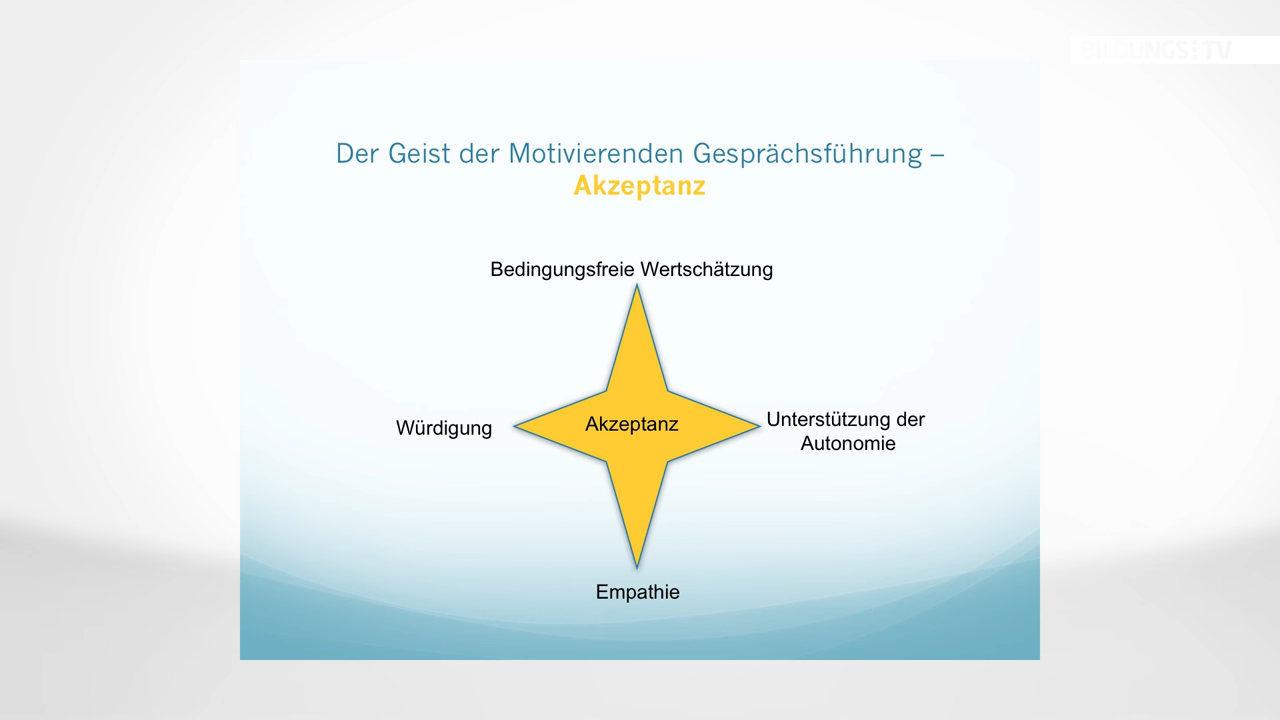 BILDUNGS:TV
Der Geist der Motivierenden Gesprächsführung –
Akzeptanz
Bedingungsfreie Wertschätzung
Würdigung
Akzeptanz
Unterstützung der
Autonomie
Empathie